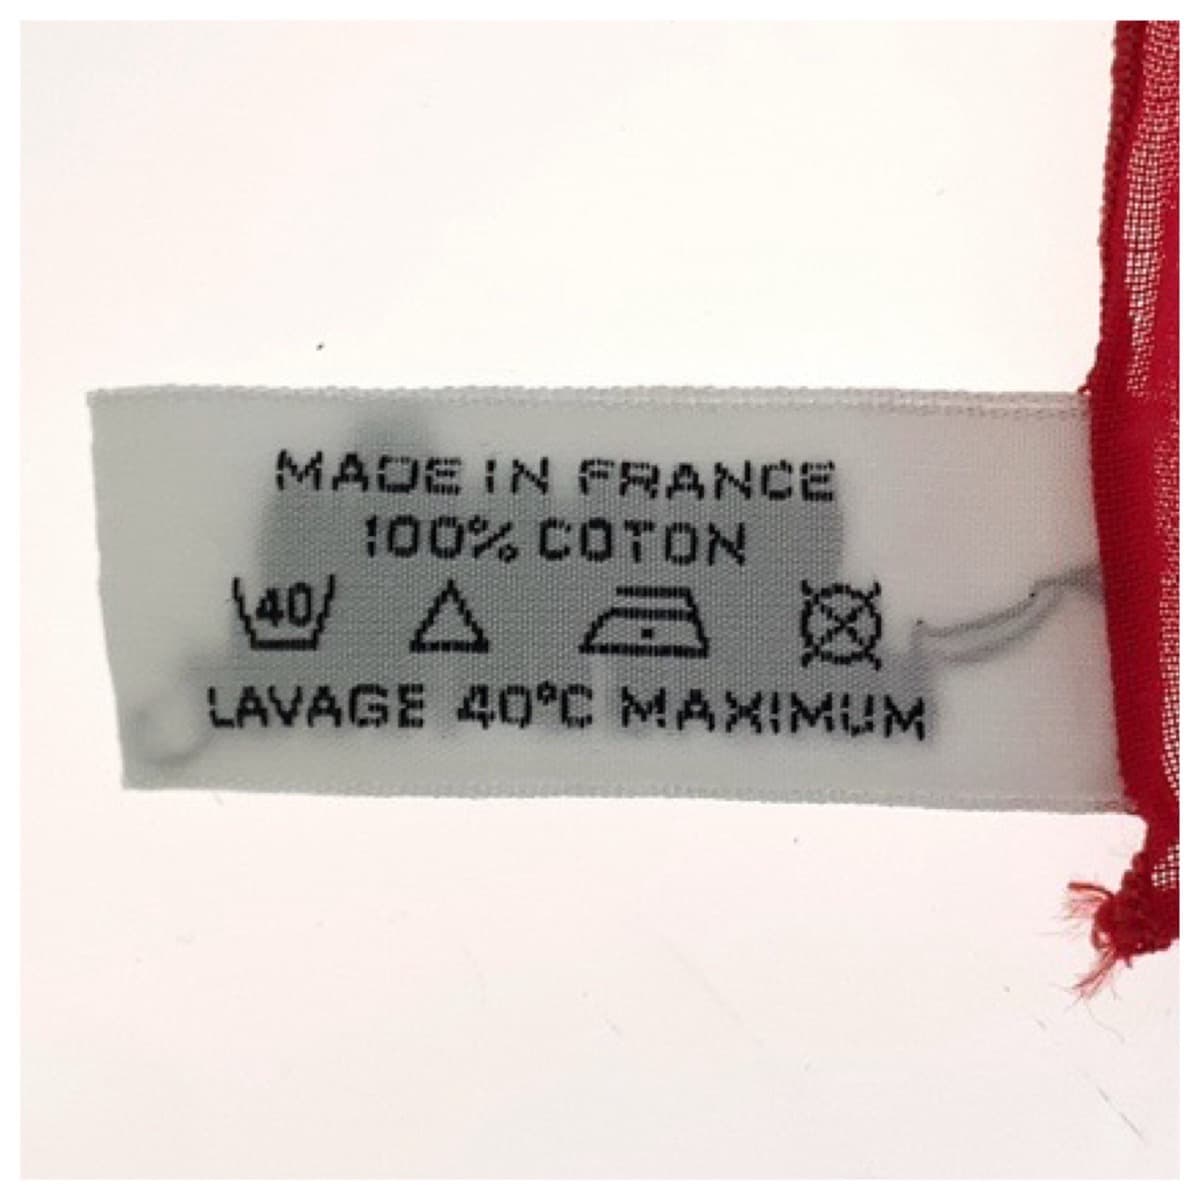 MADE IN FRANCE
100% COTON
40
LAVAGE 40°C MAXIMUM